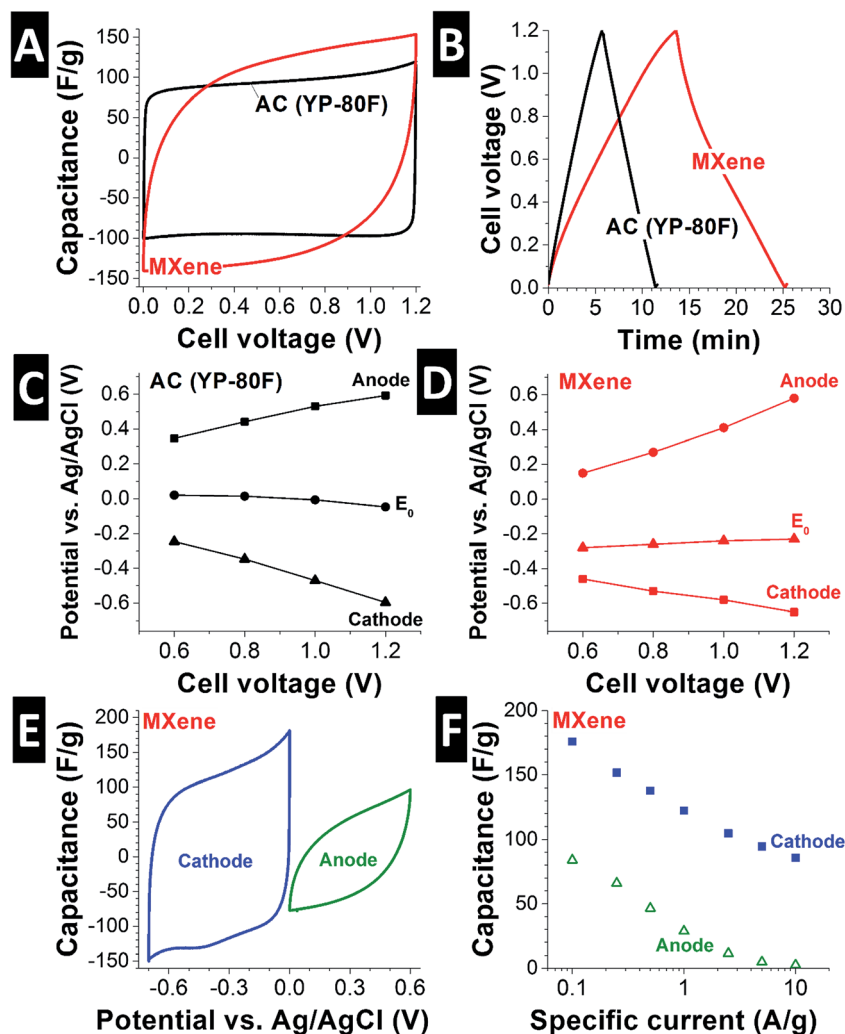 A
Capacitance (F/g)
150
100
50
0
-50
-100
-150
AC (YP-80F)
MXene
0.0 0.2 0.4 0.6 0.8 1.0 1.2
Cell voltage (V)
B
Cell voltage (V)
1.2
1.0
0.8
0.6
0.4
0.2
0.0
MXene
AC (YP-80F)
0 5 10 15 20 25 30
Time (min)
C
Potential vs. Ag/AgCl (V)
0.6
0.4
0.2
0.0
-0.2
-0.4
-0.6
AC (YP-80F)
Anode
E0
Cathode
0.6 0.8 1.0 1.2
Cell voltage (V)
D
Potential vs. Ag/AgCl (V)
0.6
0.4
0.2
0.0
-0.2
-0.4
-0.6
MXene
Anode
E0
Cathode
0.6 0.8 1.0 1.2
Cell voltage (V)
E
Capacitance (F/g)
200
150
100
50
0
-50
-100
-150
MXene
Cathode
Anode
-0.6 -0.3 0.0 0.3 0.6
Potential vs. Ag/AgCl (V)
F
Capacitance (F/g)
200
150
100
50
0
MXene
Cathode
Anode
0.1 1 10
Specific current (A/g)